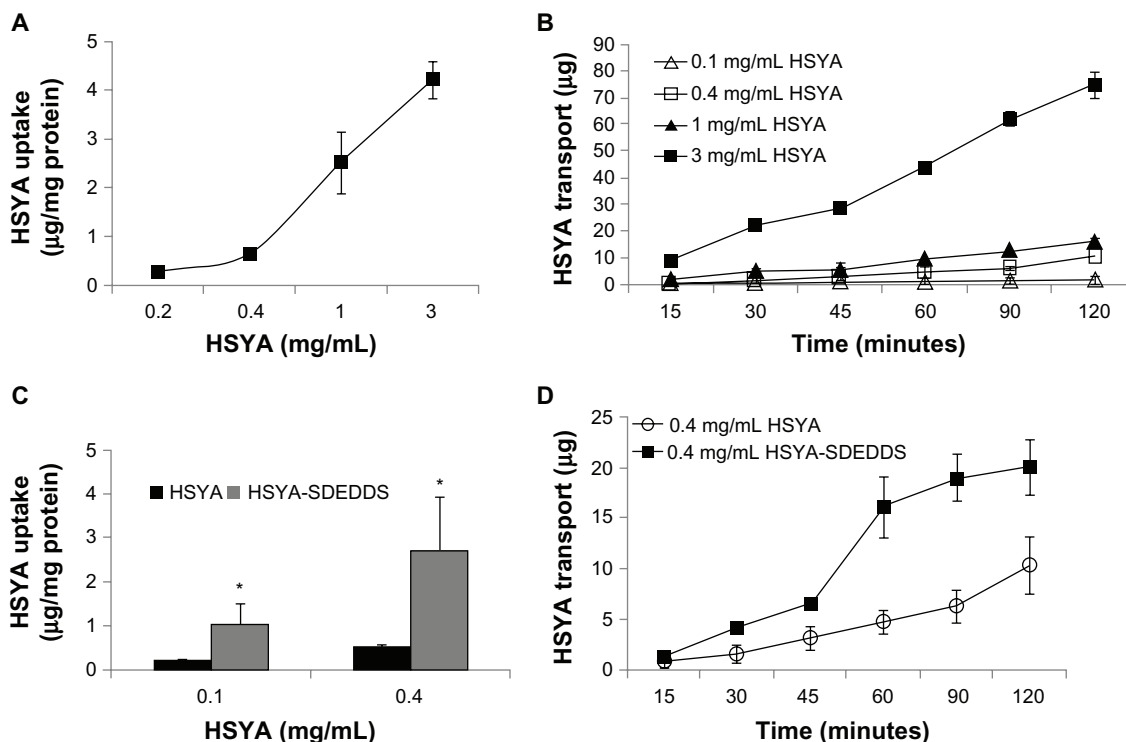 A
HSYA uptake
(µg/mg protein)
5
4
3
2
1
0
0.2 0.4 1 3
HSYA (mg/mL)
B
HSYA transport (µg)
90
80
70
60
50
40
30
20
10
0
0.1 mg/mL HSYA
0.4 mg/mL HSYA
1 mg/mL HSYA
3 mg/mL HSYA
15 30 45 60 90 120
Time (minutes)
C
HSYA uptake
(µg/mg protein)
5
4
3
2
1
0
HSYA HSYA-SDEDDS
* *
0.1 0.4
HSYA (mg/mL)
D
HSYA transport (µg)
25
20
15
10
5
0
0.4 mg/mL HSYA
0.4 mg/mL HSYA-SDEDDS
15 30 45 60 90 120
Time (minutes)